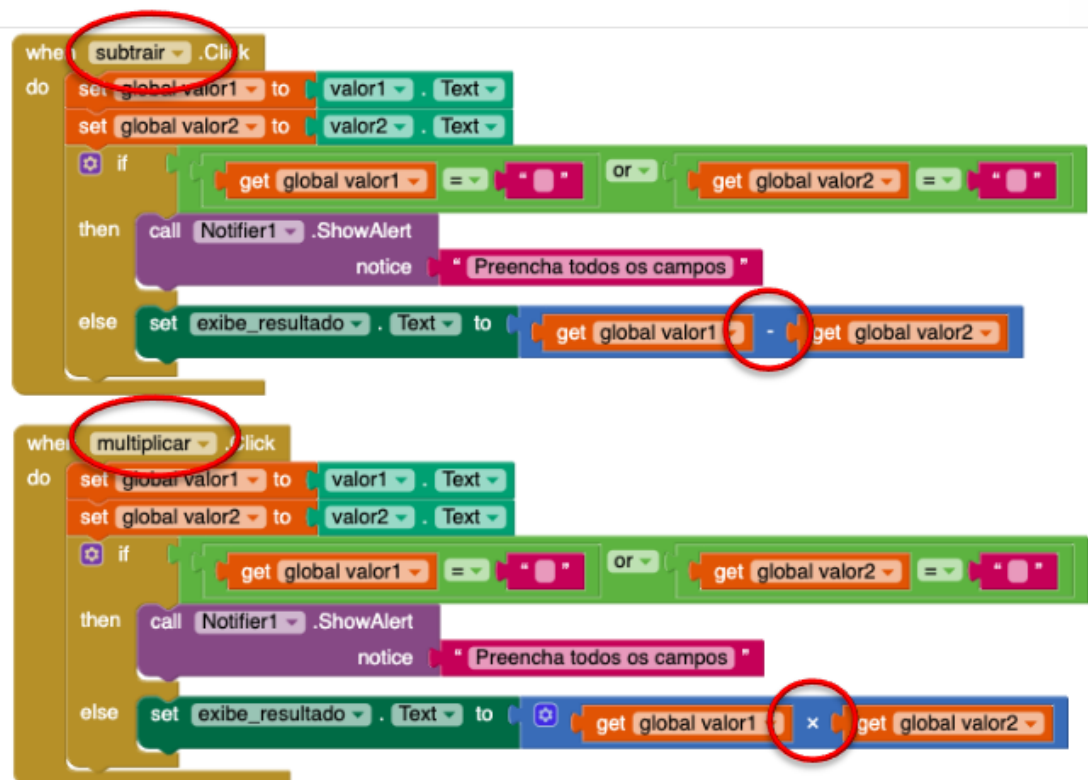 when subtrair .Click
do set global valor1 to valor1 . Text
set global valor2 to valor2 . Text
if get global valor1 = " " or get global valor2 = " "
then call Notifier1 .ShowAlert
notice " Preencha todos os campos "
else set exibe_resultado . Text to get global valor1 - get global valor2
when multiplicar .Click
do set global valor1 to valor1 . Text
set global valor2 to valor2 . Text
if get global valor1 = " " or get global valor2 = " "
then call Notifier1 .ShowAlert
notice " Preencha todos os campos "
else set exibe_resultado . Text to get global valor1 × get global valor2